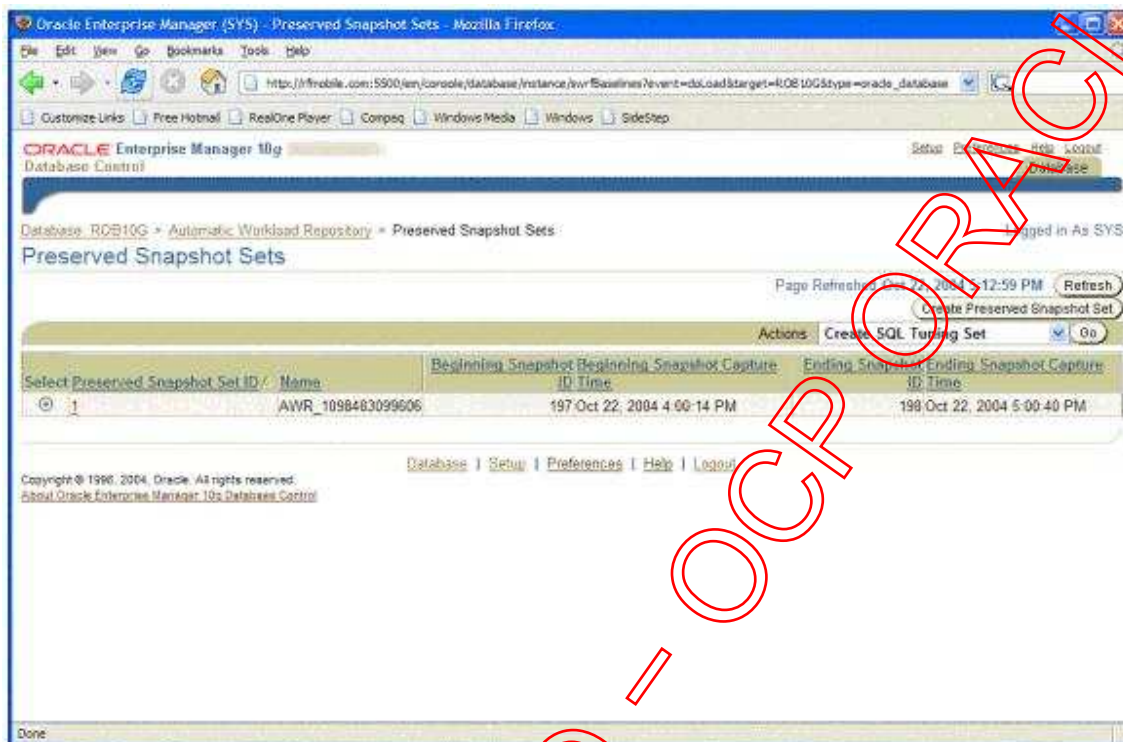 Oracle Enterprise Manager (SYS) - Preserved Snapshot Sets - Mozilla Firefox
File Edit View Go Bookmarks Tools Help
http://rfmobile.com:5500/em/console/database/instance/awrBaselines?event=doLoad&target=ROB10G&type=oracle_database
Customize Links Free Hotmail RealOne Player Compaq Windows Media Windows SideStep
ORACLE Enterprise Manager 10g
Database Control
Setup Preferences Help Logout
Database
Database: ROB10G > Automatic Workload Repository > Preserved Snapshot Sets
Logged in As SYS
Preserved Snapshot Sets
Page Refreshed Oct 22, 2004 5:12:59 PM Refresh
Create Preserved Snapshot Set
Actions Create SQL Tuning Set Go
Select Preserved Snapshot Set ID Name Beginning Snapshot ID Beginning Snapshot Capture Time Ending Snapshot ID Ending Snapshot Capture Time
1 AWR_1098483099606 197 Oct 22, 2004 4:00:14 PM 198 Oct 22, 2004 5:00:40 PM
Database | Setup | Preferences | Help | Logout
Copyright © 1996, 2004, Oracle. All rights reserved.
About Oracle Enterprise Manager 10g Database Control
Done
- OCP ORACL